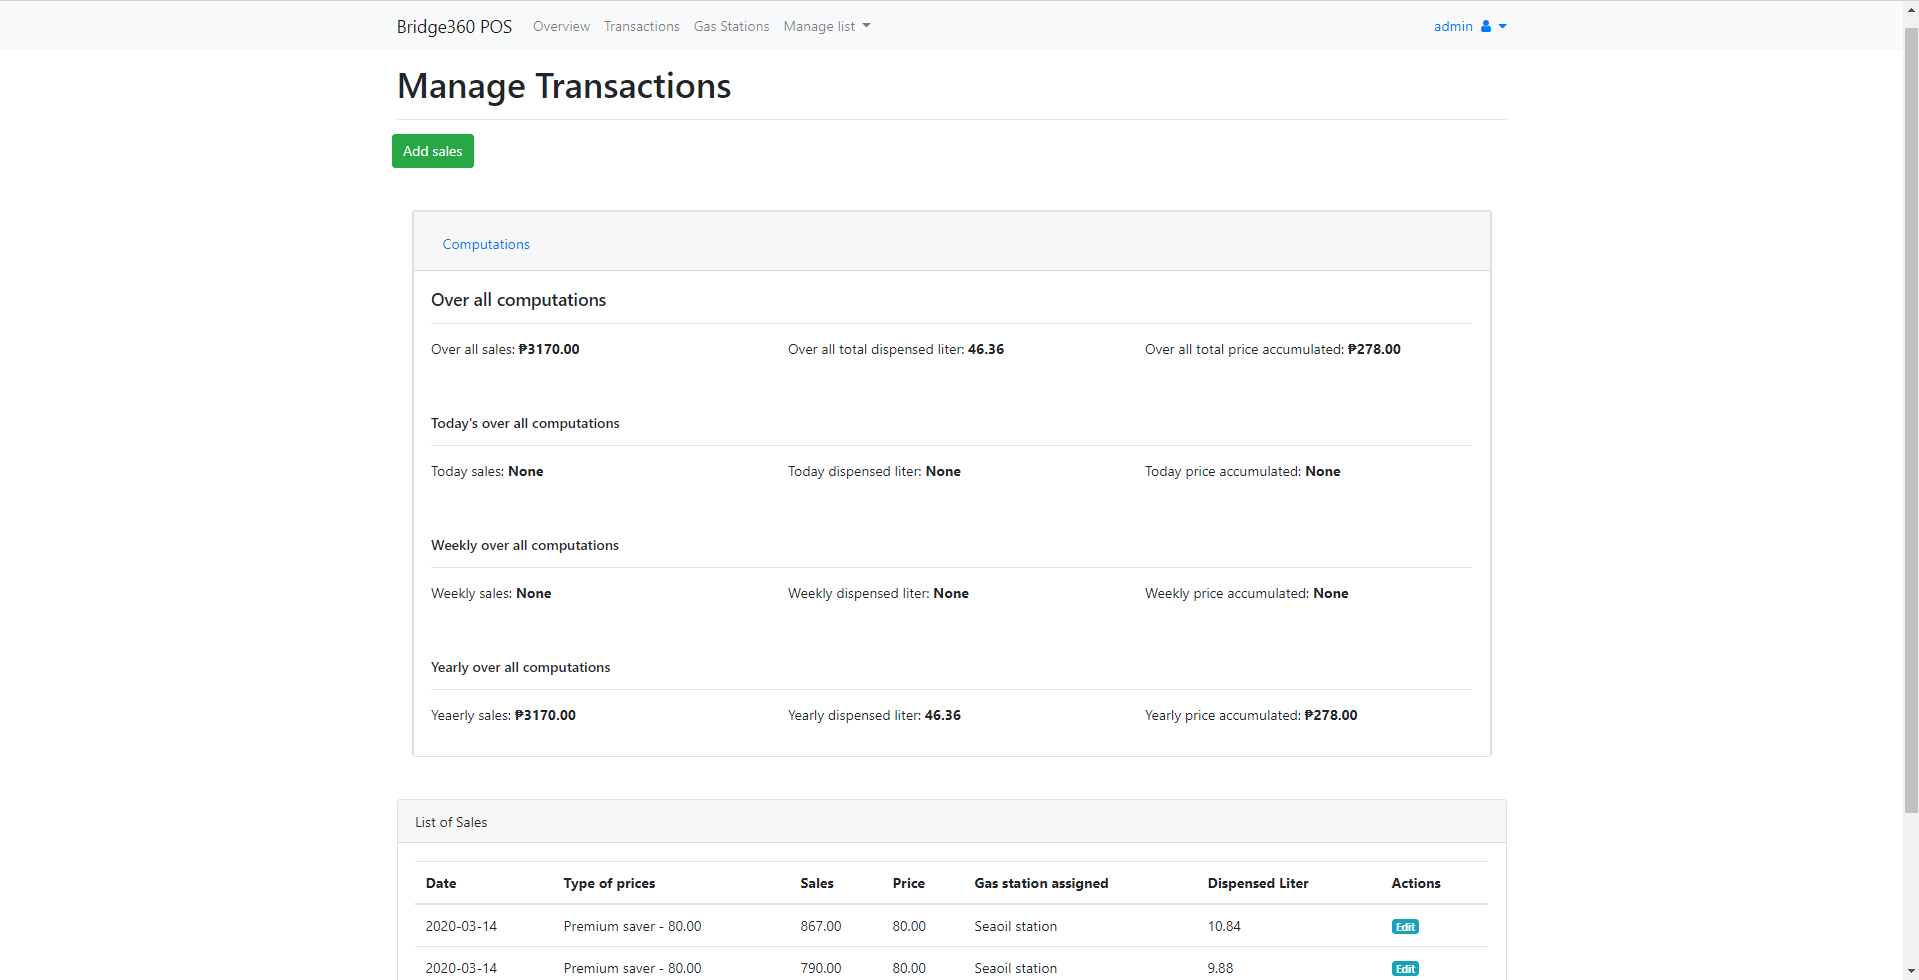 Bridge360 POS Overview Transactions Gas Stations Manage list admin
Manage Transactions
Add sales
Computations
Over all computations
Over all sales: ₱3170.00 Over all total dispensed liter: 46.36 Over all total price accumulated: ₱278.00
Today's over all computations
Today sales: None Today dispensed liter: None Today price accumulated: None
Weekly over all computations
Weekly sales: None Weekly dispensed liter: None Weekly price accumulated: None
Yearly over all computations
Yeaerly sales: ₱3170.00 Yearly dispensed liter: 46.36 Yearly price accumulated: ₱278.00
List of Sales
Date Type of prices Sales Price Gas station assigned Dispensed Liter Actions
2020-03-14 Premium saver - 80.00 867.00 80.00 Seaoil station 10.84 Edit
2020-03-14 Premium saver - 80.00 790.00 80.00 Seaoil station 9.88 Edit